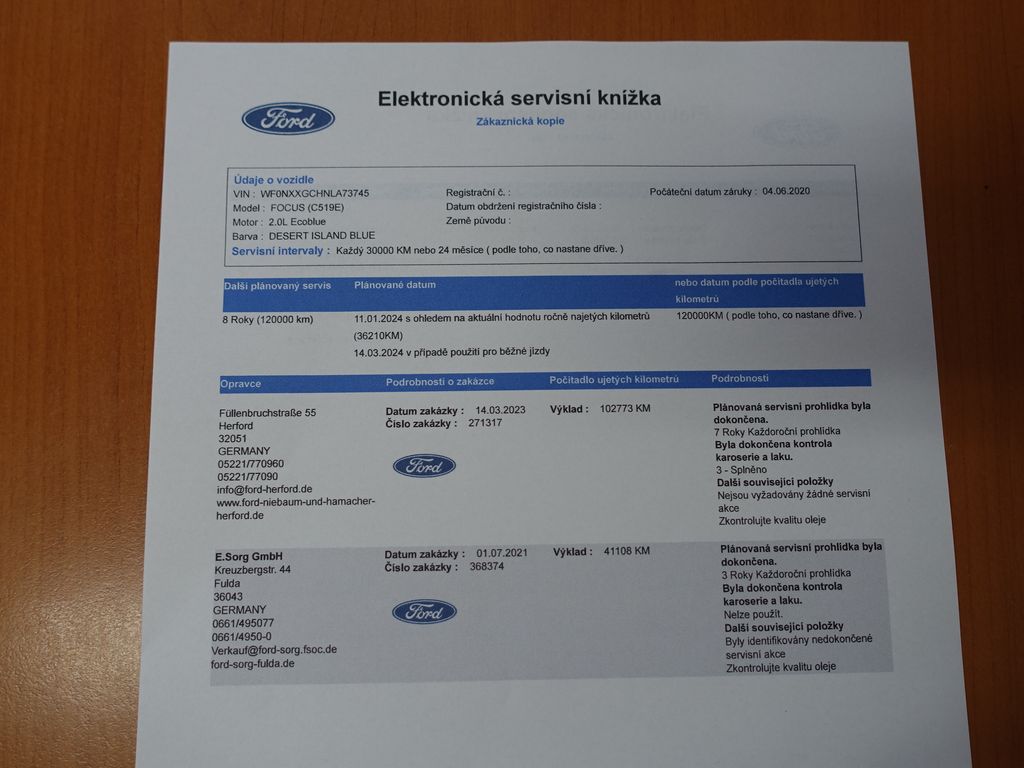 Elektronická servisní knížka
Ford
Zákaznická kopie
Údaje o vozidle
VIN : WF0NXXGCHNLA73745
Registrační č. :
Počáteční datum záruky : 04.06.2020
Model : FOCUS (C519E)
Datum obdržení registračního čísla :
Motor : 2.0L Ecoblue
Země původu :
Barva : DESERT ISLAND BLUE
Servisní intervaly : Každý 30000 KM nebo 24 měsíce ( podle toho, co nastane dříve. )
Další plánovaný servis
Plánované datum
nebo datum podle počitadla ujetých
kilometrů
8 Roky (120000 km)
11.01.2024 s ohledem na aktuální hodnotu ročně najetých kilometrů
(36210KM)
14.03.2024 v případě použití pro běžné jízdy
120000KM ( podle toho, co nastane dříve. )
Opravce
Podrobnosti o zakázce
Počitadlo ujetých kilometrů
Podrobnosti
Füllenbruchstraße 55
Herford
32051
GERMANY
05221/770960
05221/77090
info@ford-herford.de
www.ford-niebaum-und-hamacher-
herford.de
Datum zakázky : 14.03.2023
Číslo zakázky : 271317
Ford
Výklad : 102773 KM
Plánovaná servisní prohlídka byla
dokončena.
7 Roky Každoroční prohlídka
Byla dokončena kontrola
karoserie a laku.
3 - Splněno
Další související položky
Nejsou vyžadovány žádné servisní
akce
Zkontrolujte kvalitu oleje
E.Sorg GmbH
Kreuzbergstr. 44
Fulda
36043
GERMANY
0661/495077
0661/4950-0
Verkauf@ford-sorg.fsoc.de
ford-sorg-fulda.de
Datum zakázky : 01.07.2021
Číslo zakázky : 368374
Ford
Výklad : 41108 KM
Plánovaná servisní prohlídka byla
dokončena.
3 Roky Každoroční prohlídka
Byla dokončena kontrola
karoserie a laku.
Nelze použít.
Další související položky
Byly identifikovány nedokončené
servisní akce
Zkontrolujte kvalitu oleje